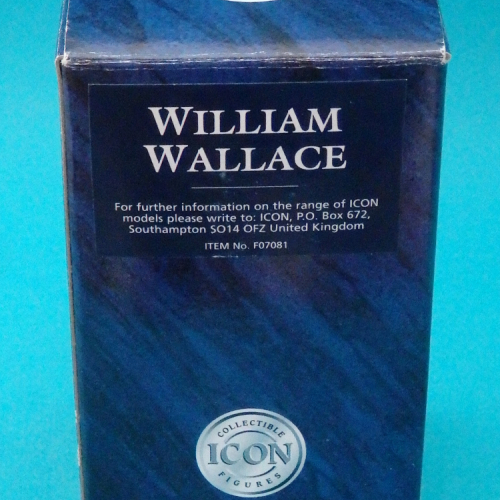 WILLIAM
WALLACE
For further information on the range of ICON
models please write to: ICON, P.O. Box 672,
Southampton SO14 OFZ United Kingdom
ITEM No. F07081
COLLECTIBLE
ICON
FIGURES